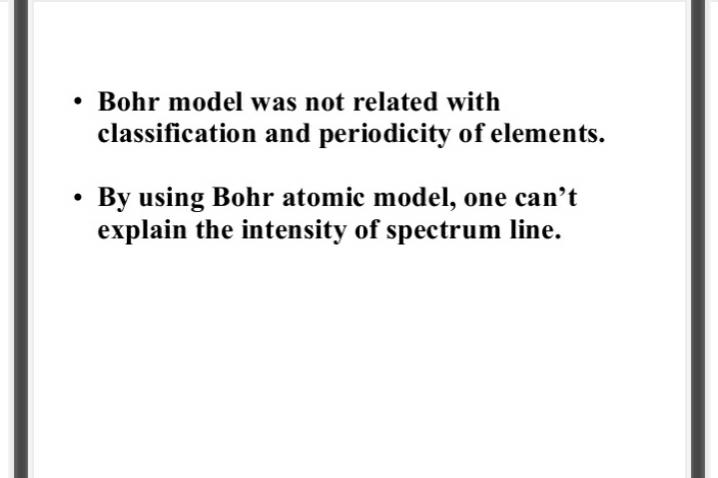 • Bohr model was not related with
classification and periodicity of elements.
• By using Bohr atomic model, one can’t
explain the intensity of spectrum line.